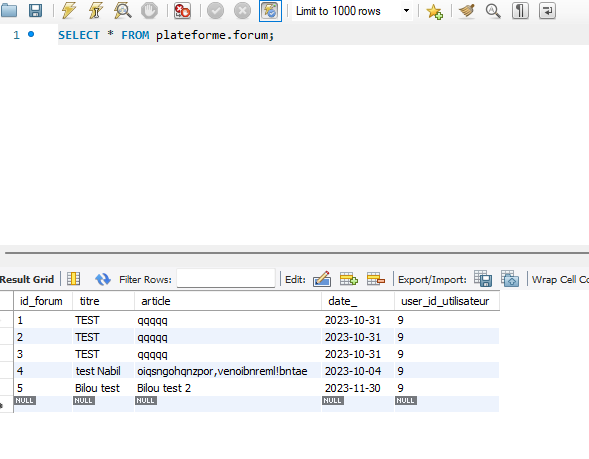 Limit to 1000 rows
1 SELECT * FROM plateforme.forum;
Result Grid Filter Rows: Edit: Export/Import: Wrap Cell Co
id_forum titre article date_ user_id_utilisateur
1 TEST qqqqq 2023-10-31 9
2 TEST qqqqq 2023-10-31 9
3 TEST qqqqq 2023-10-31 9
4 test Nabil oiqsngohqnzpor,venoibnreml!bntae 2023-10-04 9
5 Bilou test Bilou test 2 2023-11-30 9
NULL NULL NULL NULL NULL